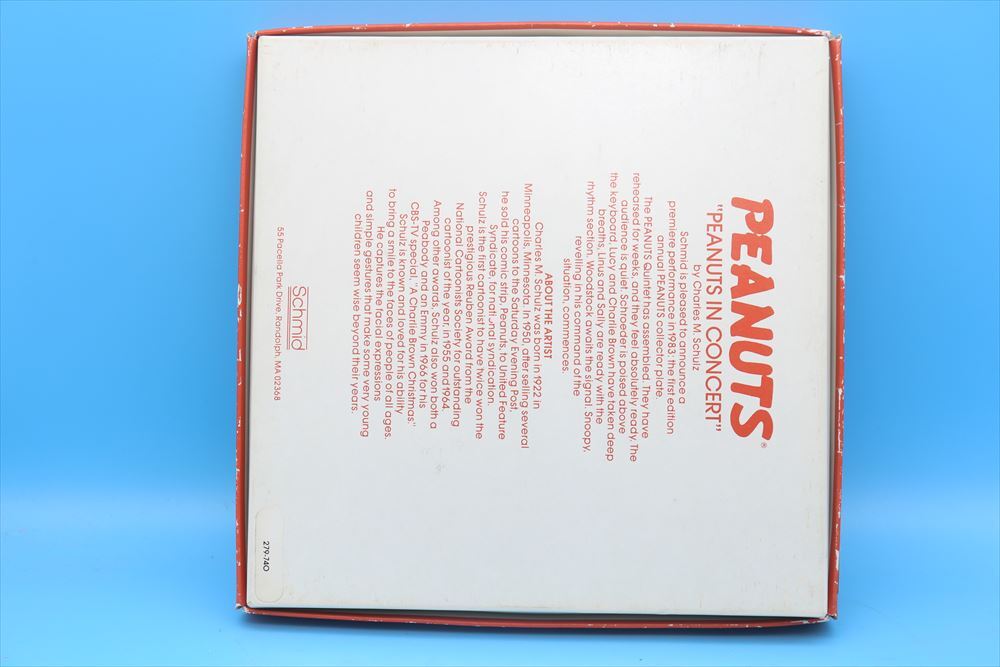 PEANUTS®
"PEANUTS IN CONCERT"
by Charles M. Schulz
Schmid is pleased to announce a
premiere performance in 1983: the first edition
annual PEANUTS collector plate.
The PEANUTS Quintet has assembled. They have
rehearsed for weeks, and they feel absolutely ready. The
audience is quiet. Schroeder is poised above
the keyboard. Lucy and Charlie Brown have taken deep
breaths. Linus and Sally are ready with the
rhythm section. Woodstock awaits the signal. Snoopy,
revelling in his command of the
situation, commences.
ABOUT THE ARTIST
Charles M. Schulz was born in 1922 in
Minneapolis, Minnesota. In 1950, after selling several
cartoons to the Saturday Evening Post,
he sold his comic strip, Peanuts, to United Feature
Syndicate, for national syndication.
Schulz is the first cartoonist to have twice won the
prestigious Reuben Award from the
National Cartoonists Society for outstanding
cartoonist of the year, in 1955 and 1964.
Among other awards, Schulz also won both a
Peabody and an Emmy in 1966 for his
CBS-TV special, "A Charlie Brown Christmas."
Schulz is known and loved for his ability
to bring a smile to the faces of people of all ages.
He captures the facial expressions
and simple gestures that make some very young
children seem wise beyond their years.
Schmid
55 Pacella Park Drive, Randolph, MA 02368
279-740